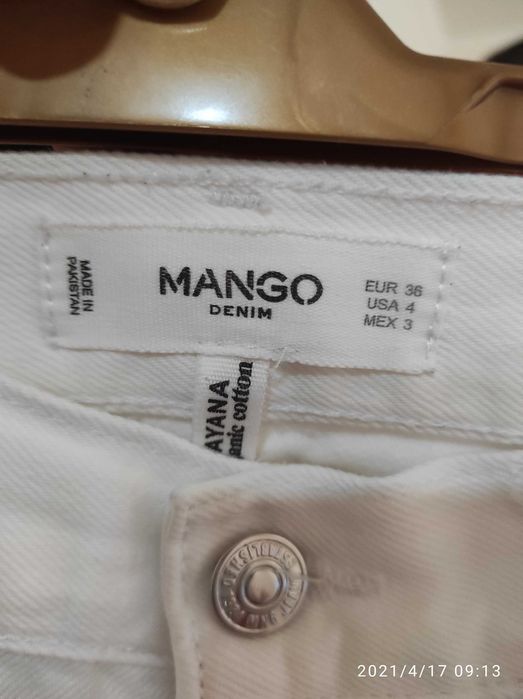 MADE IN
PAKISTAN
MANGO
DENIM
EUR 36
USA 4
MEX 3
AYANA
anic cotton
2021/4/17 09:13